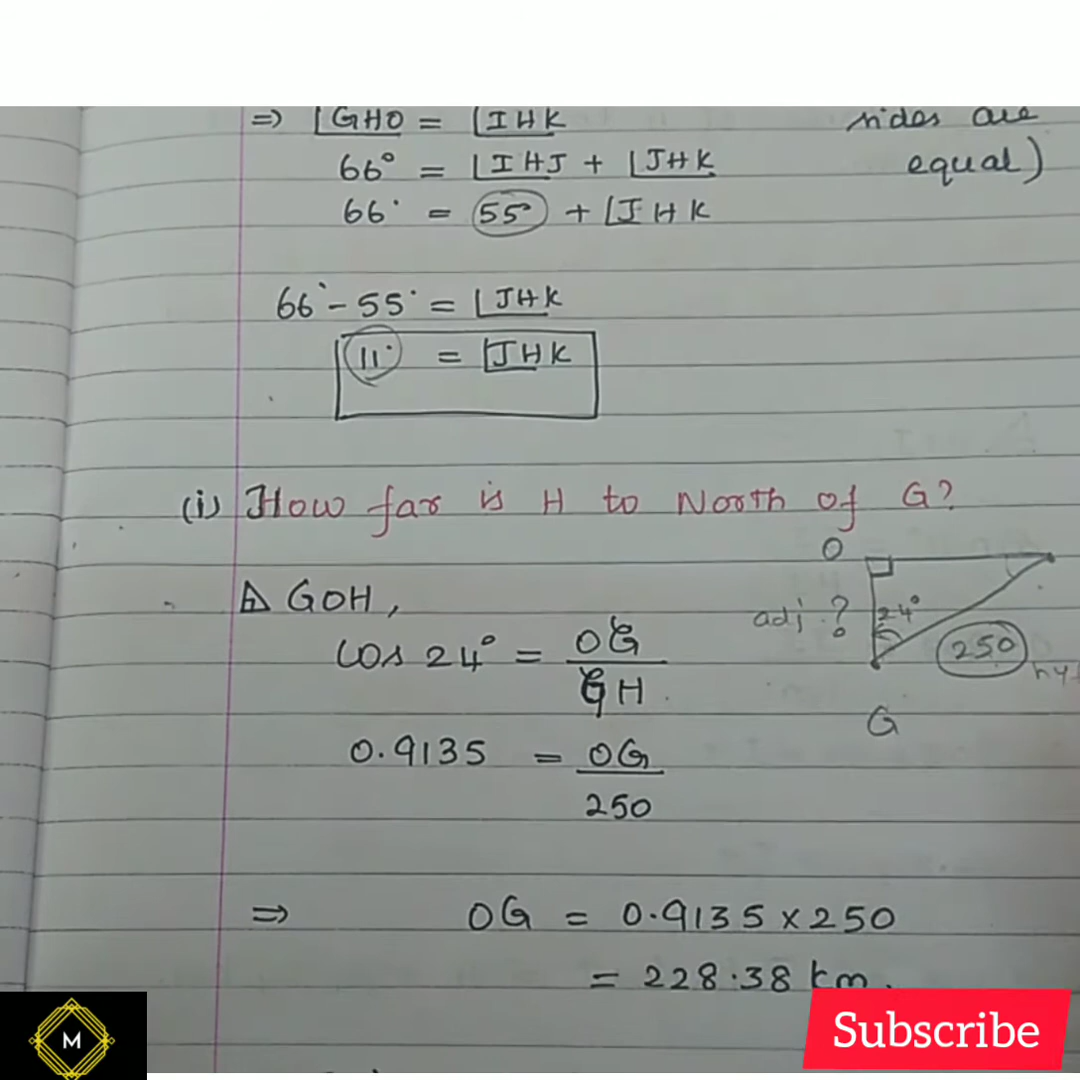 ⇒ ∠GHO = ∠IHK sides are
66° = ∠IHJ + ∠JHK equal)
66° = 55° + ∠JHK
66° - 55° = ∠JHK
11° = ∠JHK
(i) How far is H to North of G?
O
△ GOH,
adj ? 24°
cos 24° = OG/GH
250
G
0.9135 = OG/250
⇒ OG = 0.9135 × 250
= 228.38 km.
M
Subscribe